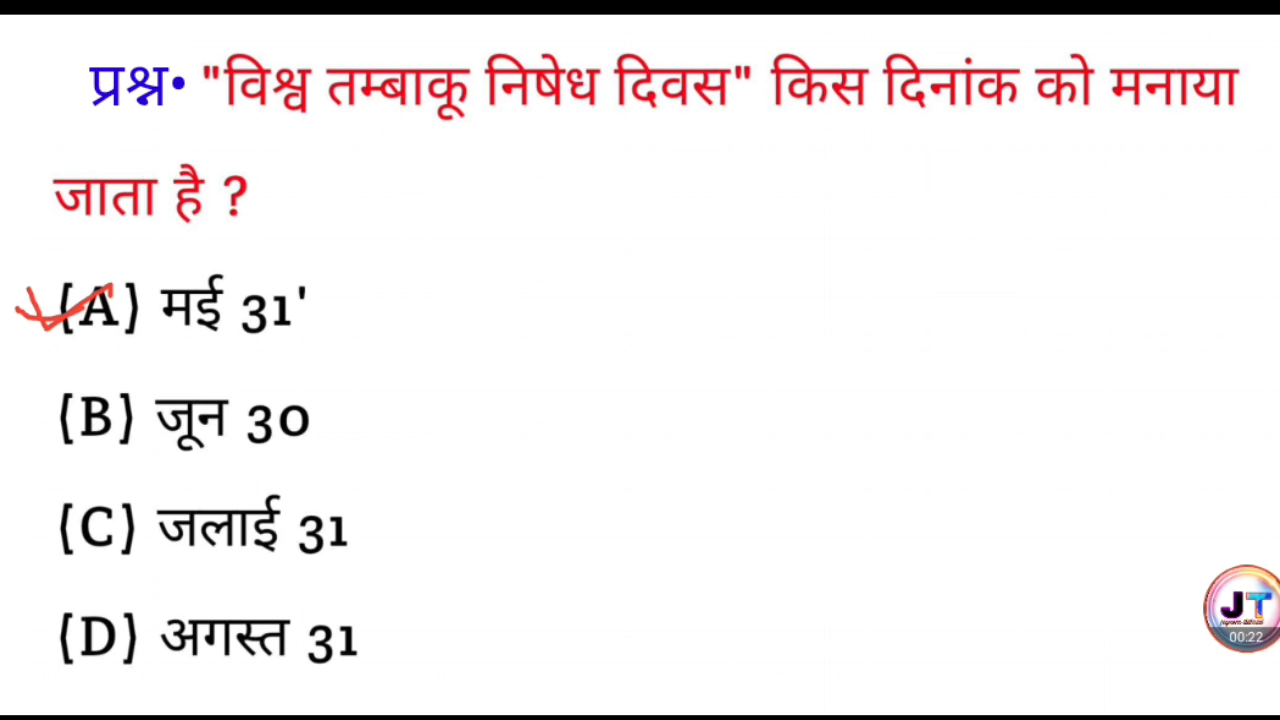 प्रश्न• "विश्व तम्बाकू निषेध दिवस" किस दिनांक को मनाया
जाता है ?
(A) मई 31'
(B) जून 30
(C) जलाई 31
(D) अगस्त 31
JT
00:22